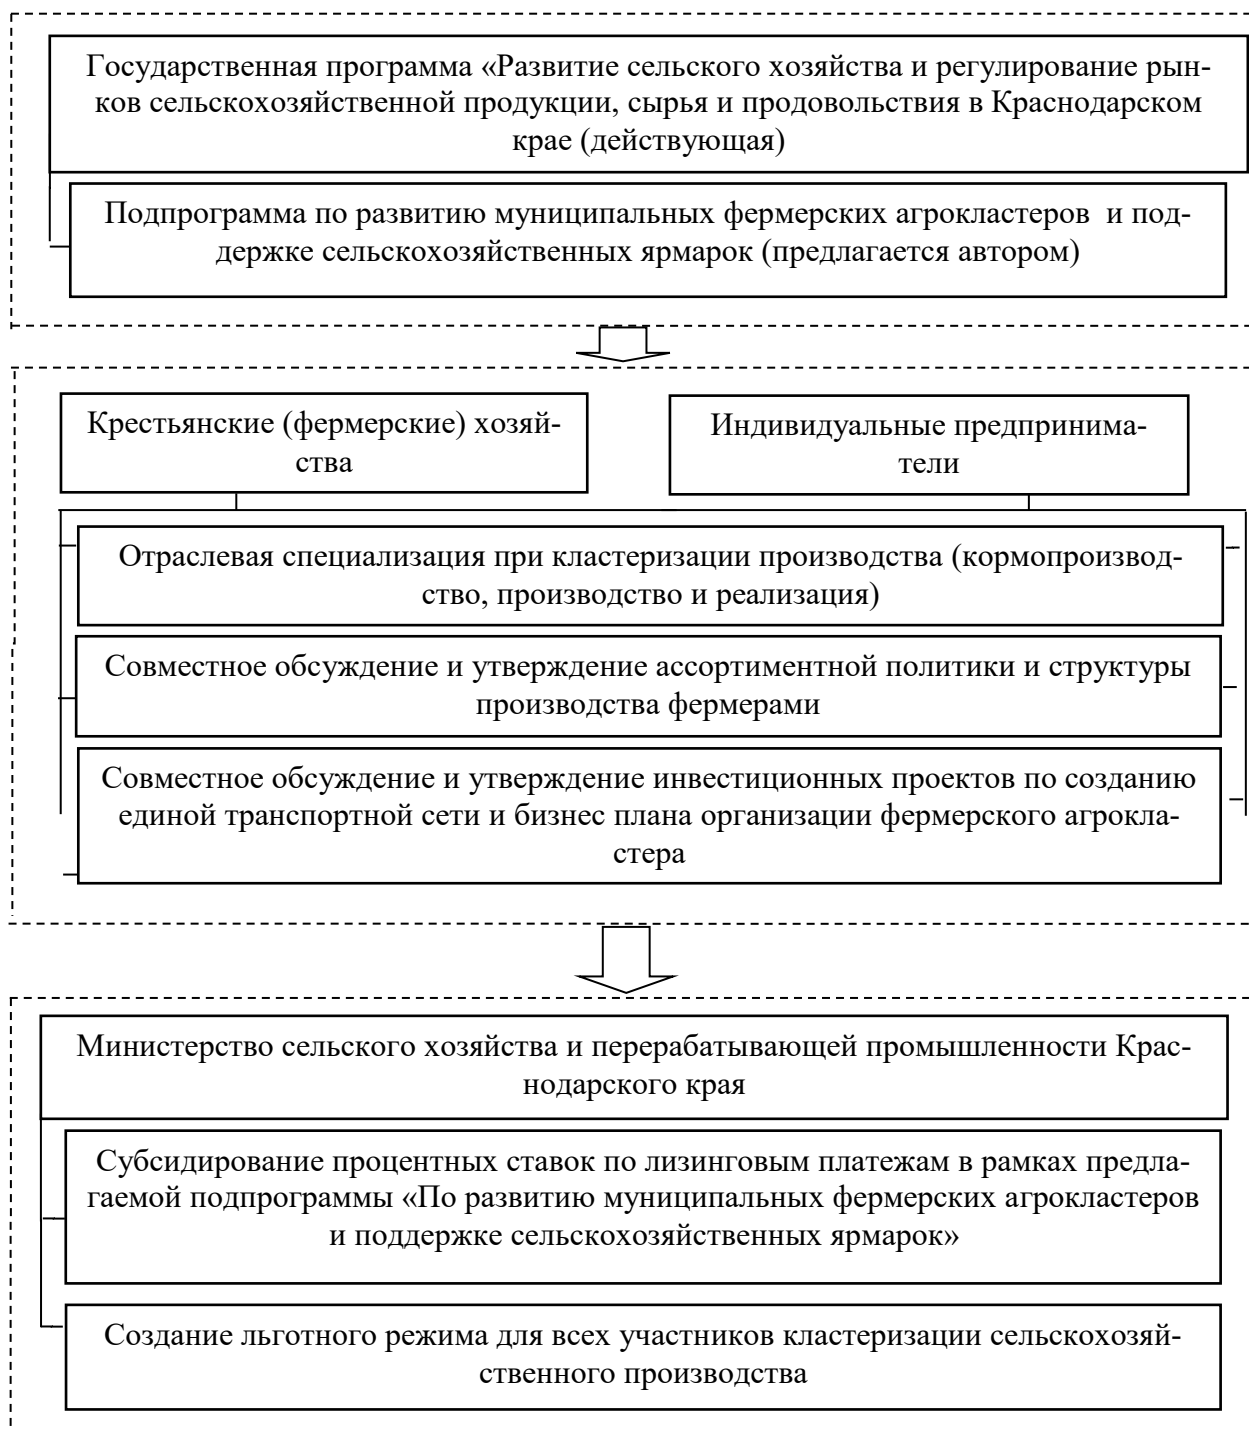 Государственная программа «Развитие сельского хозяйства и регулирование рын-
ков сельскохозяйственной продукции, сырья и продовольствия в Краснодарском
крае (действующая)
Подпрограмма по развитию муниципальных фермерских агрокластеров и под-
держке сельскохозяйственных ярмарок (предлагается автором)
Крестьянские (фермерские) хозяй-
ства
Индивидуальные предпринима-
тели
Отраслевая специализация при кластеризации производства (кормопроизвод-
ство, производство и реализация)
Совместное обсуждение и утверждение ассортиментной политики и структуры
производства фермерами
Совместное обсуждение и утверждение инвестиционных проектов по созданию
единой транспортной сети и бизнес плана организации фермерского агрокла-
стера
Министерство сельского хозяйства и перерабатывающей промышленности Крас-
нодарского края
Субсидирование процентных ставок по лизинговым платежам в рамках предла-
гаемой подпрограммы «По развитию муниципальных фермерских агрокластеров
и поддержке сельскохозяйственных ярмарок»
Создание льготного режима для всех участников кластеризации сельскохозяй-
ственного производства